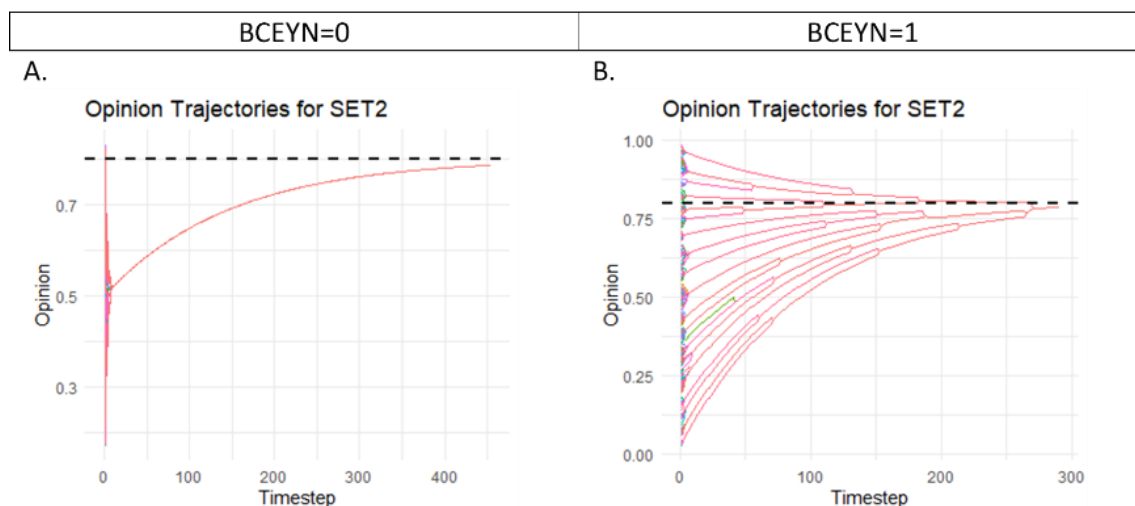 BCEYN=0
BCEYN=1
A.
B.
Opinion Trajectories for SET2
0.7
0.5
0.3
Opinion
0
100
200
300
400
Timestep
Opinion Trajectories for SET2
1.00
0.75
0.50
0.25
0.00
Opinion
0
100
200
300
Timestep